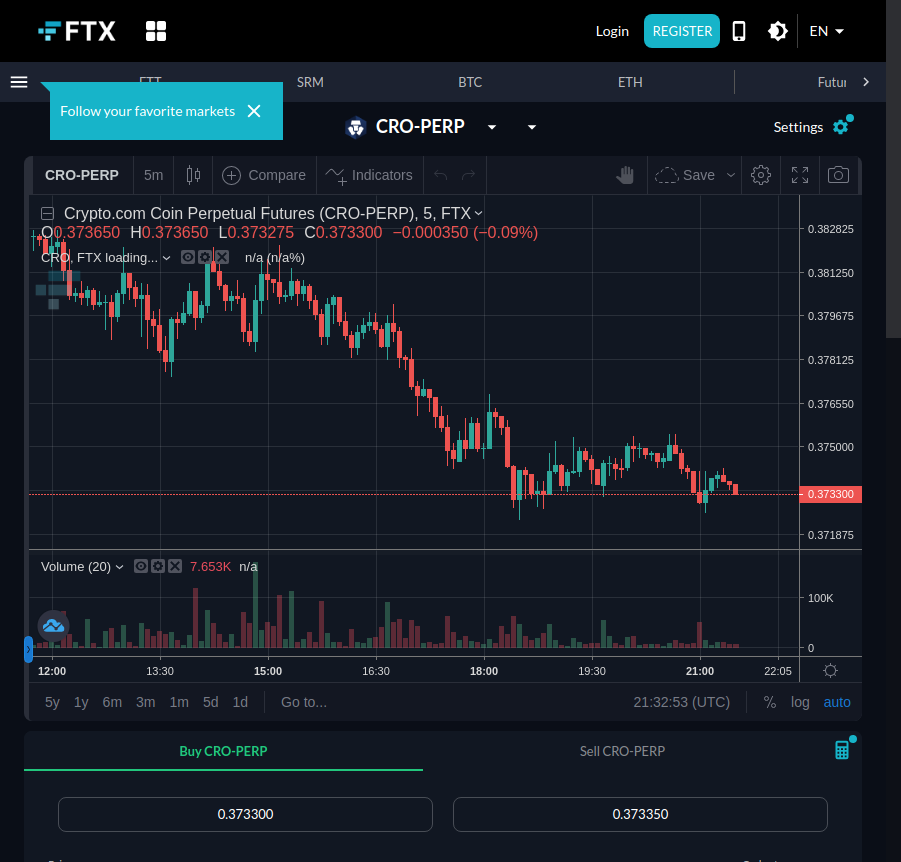 FTX
Login
REGISTER
EN
FTT
SRM
BTC
ETH
Futur
Follow your favorite markets
CRO-PERP
Settings
CRO-PERP
5m
Compare
Indicators
Save
Crypto.com Coin Perpetual Futures (CRO-PERP), 5, FTX
O0.373650 H0.373650 L0.373275 C0.373300 −0.000350 (−0.09%)
CRO, FTX loading...
n/a (n/a%)
0.382825
0.381250
0.379675
0.378125
0.376550
0.375000
0.373300
0.371875
Volume (20)
7.653K n/a
100K
0
12:00 13:30 15:00 16:30 18:00 19:30 21:00 22:05
5y 1y 6m 3m 1m 5d 1d Go to...
21:32:53 (UTC) % log auto
Buy CRO-PERP
Sell CRO-PERP
0.373300
0.373350